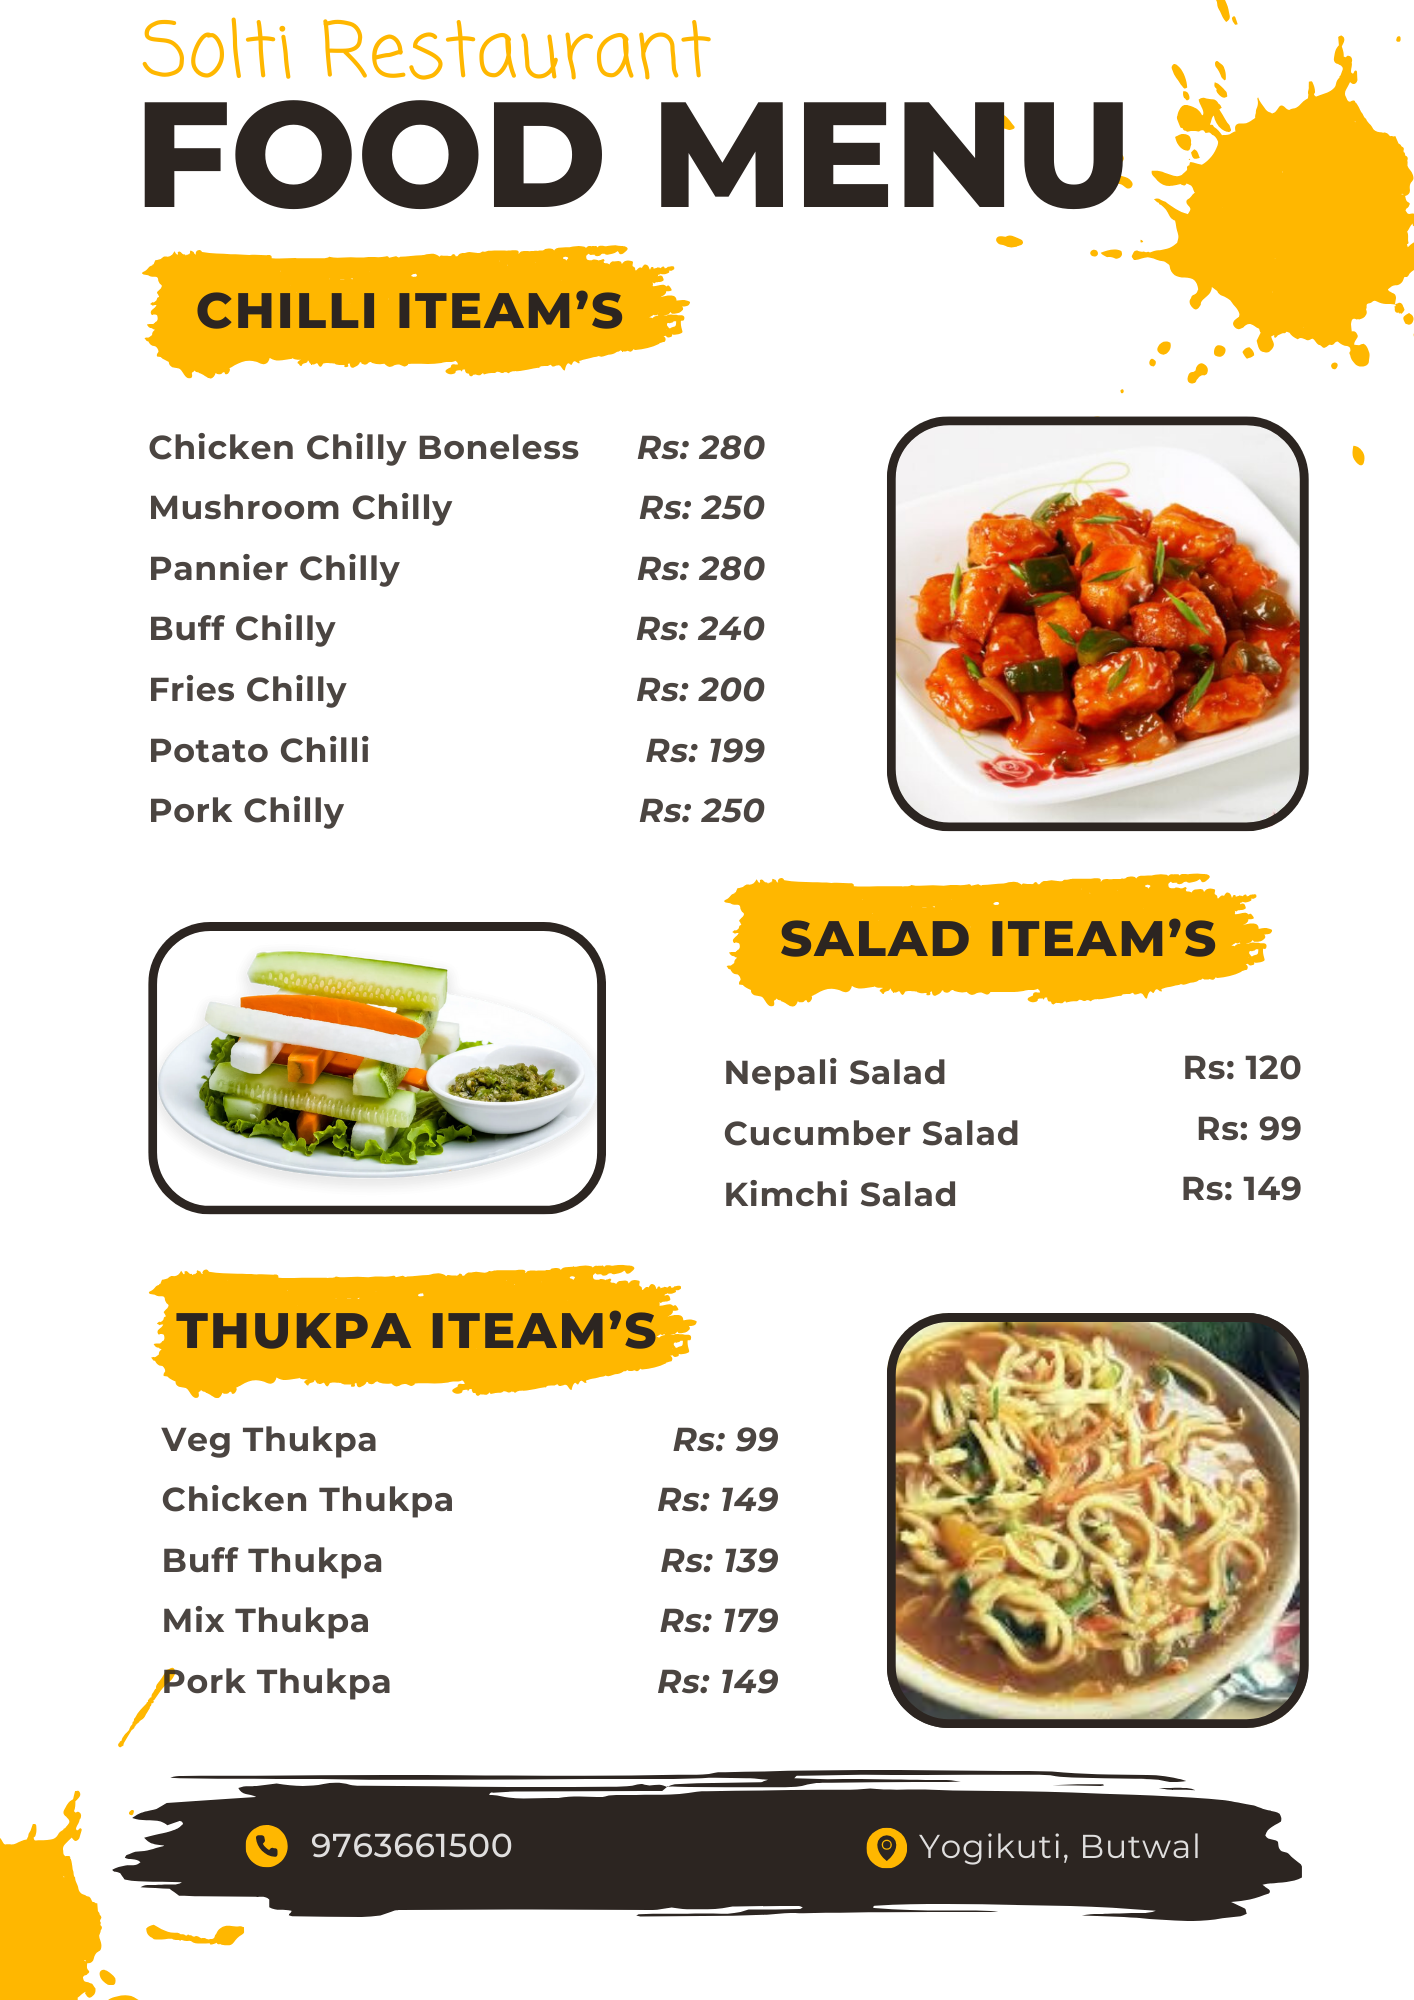 Solti Restaurant
FOOD MENU
CHILLI ITEAM'S
Chicken Chilly Boneless Rs: 280
Mushroom Chilly Rs: 250
Pannier Chilly Rs: 280
Buff Chilly Rs: 240
Fries Chilly Rs: 200
Potato Chilli Rs: 199
Pork Chilly Rs: 250
SALAD ITEAM'S
Nepali Salad Rs: 120
Cucumber Salad Rs: 99
Kimchi Salad Rs: 149
THUKPA ITEAM'S
Veg Thukpa Rs: 99
Chicken Thukpa Rs: 149
Buff Thukpa Rs: 139
Mix Thukpa Rs: 179
Pork Thukpa Rs: 149
9763661500 Yogikuti, Butwal